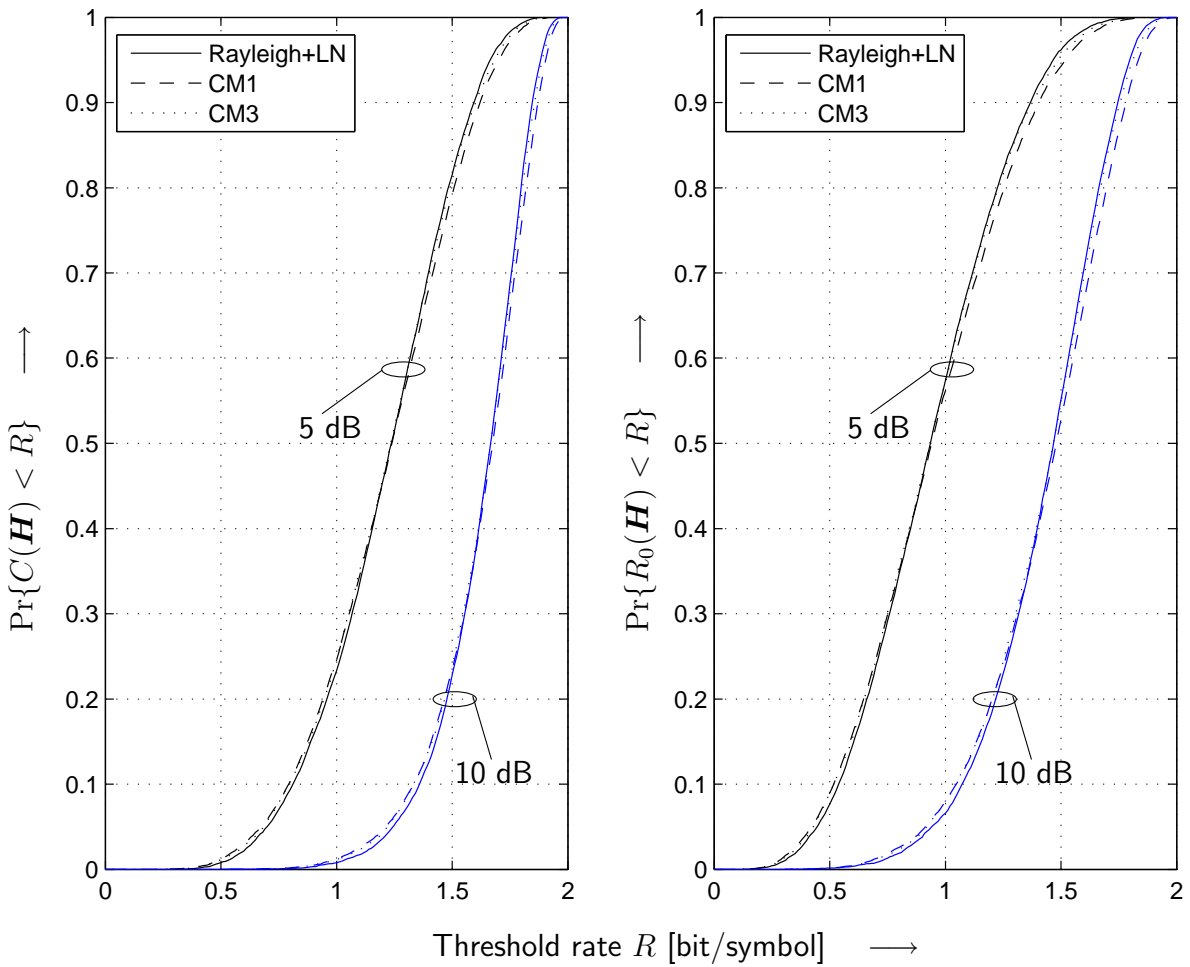 Pr{C(H) < R} ⟶
1
0.9
0.8
0.7
0.6
0.5
0.4
0.3
0.2
0.1
0
0
0.5
1
1.5
2
Rayleigh+LN
CM1
CM3
5 dB
10 dB
Pr{R₀(H) < R} ⟶
1
0.9
0.8
0.7
0.6
0.5
0.4
0.3
0.2
0.1
0
0
0.5
1
1.5
2
Rayleigh+LN
CM1
CM3
5 dB
10 dB
Threshold rate R [bit/symbol] ⟶